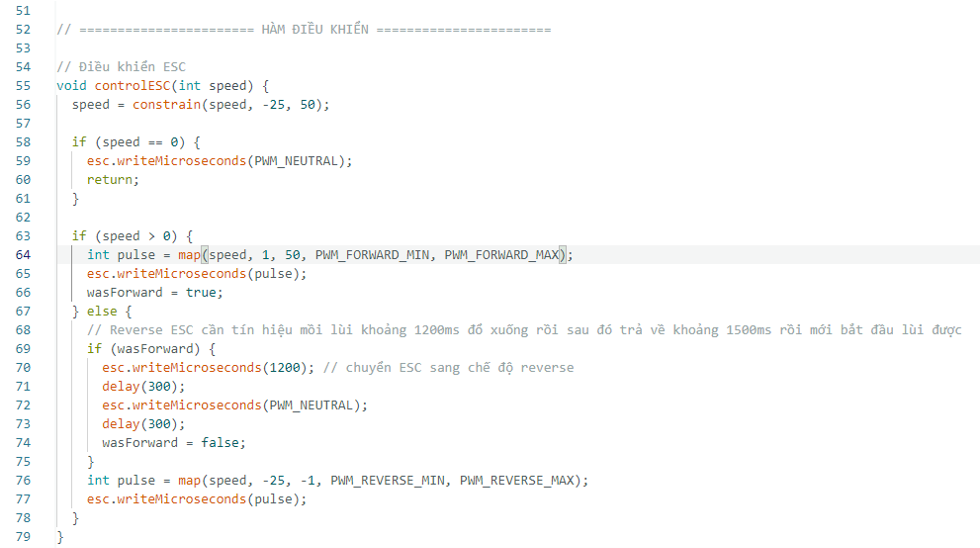 51
52 // ======================= HÀM ĐIỀU KHIỂN =======================
53
54 // Điều khiển ESC
55 void controlESC(int speed) {
56   speed = constrain(speed, -25, 50);
57
58   if (speed == 0) {
59     esc.writeMicroseconds(PWM_NEUTRAL);
60     return;
61   }
62
63   if (speed > 0) {
64     int pulse = map(speed, 1, 50, PWM_FORWARD_MIN, PWM_FORWARD_MAX);
65     esc.writeMicroseconds(pulse);
66     wasForward = true;
67   } else {
68     // Reverse ESC cần tín hiệu mồi lùi khoảng 1200ms đổ xuống rồi sau đó trả về khoảng 1500ms rồi mới bắt đầu lùi được
69     if (wasForward) {
70       esc.writeMicroseconds(1200); // chuyển ESC sang chế độ reverse
71       delay(300);
72       esc.writeMicroseconds(PWM_NEUTRAL);
73       delay(300);
74       wasForward = false;
75     }
76     int pulse = map(speed, -25, -1, PWM_REVERSE_MIN, PWM_REVERSE_MAX);
77     esc.writeMicroseconds(pulse);
78   }
79 }